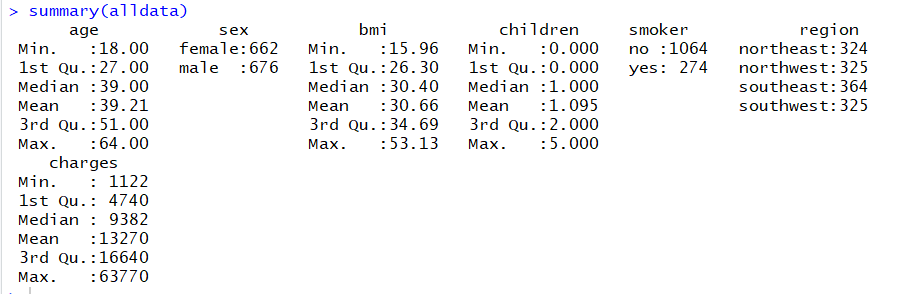 > summary(alldata)
      age            sex           bmi           children     smoker          region   
 Min.   :18.00   female:662   Min.   :15.96   Min.   :0.000   no :1064   northeast:324
 1st Qu.:27.00   male  :676   1st Qu.:26.30   1st Qu.:0.000   yes: 274   northwest:325
 Median :39.00                Median :30.40   Median :1.000              southeast:364
 Mean   :39.21                Mean   :30.66   Mean   :1.095              southwest:325
 3rd Qu.:51.00                3rd Qu.:34.69   3rd Qu.:2.000
 Max.   :64.00                Max.   :53.13   Max.   :5.000
    charges
 Min.   : 1122
 1st Qu.: 4740
 Median : 9382
 Mean   :13270
 3rd Qu.:16640
 Max.   :63770